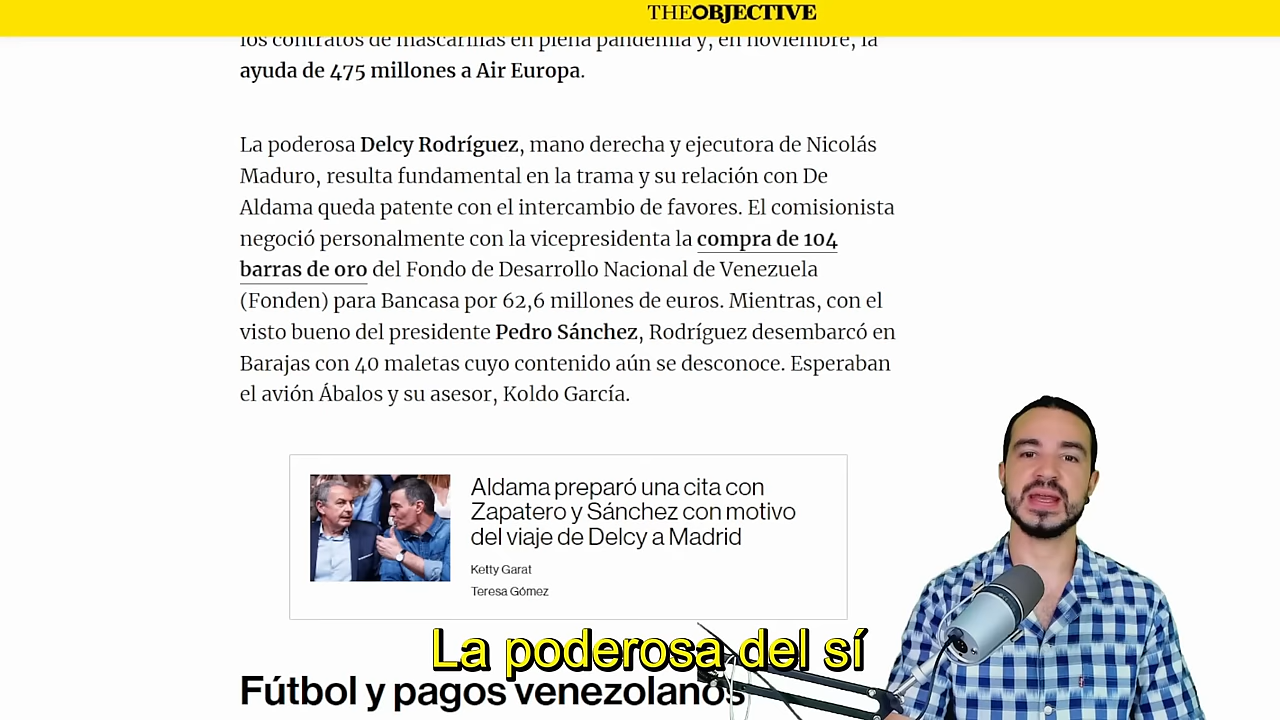 THEOBJECTIVE
los contratos de mascarillas en plena pandemia y, en noviembre, la
ayuda de 475 millones a Air Europa.
La poderosa Delcy Rodríguez, mano derecha y ejecutora de Nicolás
Maduro, resulta fundamental en la trama y su relación con De
Aldama queda patente con el intercambio de favores. El comisionista
negoció personalmente con la vicepresidenta la compra de 104
barras de oro del Fondo de Desarrollo Nacional de Venezuela
(Fonden) para Bancasa por 62,6 millones de euros. Mientras, con el
visto bueno del presidente Pedro Sánchez, Rodríguez desembarcó en
Barajas con 40 maletas cuyo contenido aún se desconoce. Esperaban
el avión Ábalos y su asesor, Koldo García.
Aldama preparó una cita con
Zapatero y Sánchez con motivo
del viaje de Delcy a Madrid
Ketty Garat
Teresa Gómez
La poderosa del sí
Fútbol y pagos venezolanos